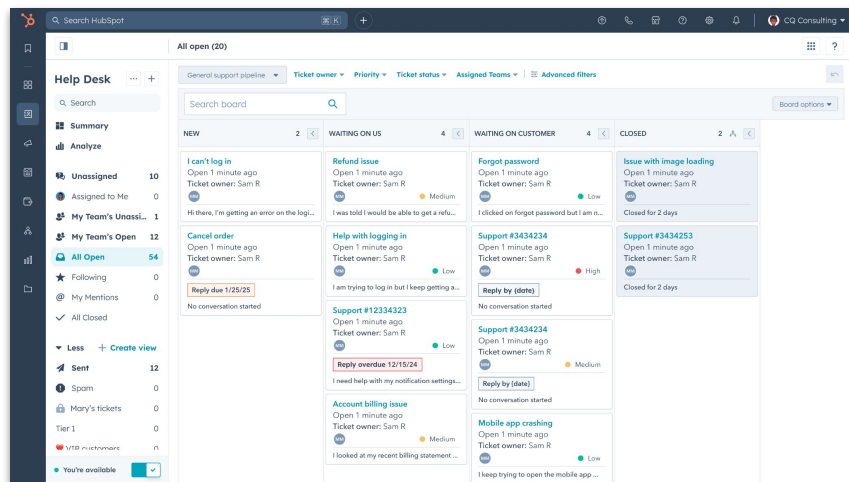 Search HubSpot
⌘ K
+
CQ Consulting
All open (20)
?
Help Desk
... +
Search
Summary
Analyze
Unassigned 10
Assigned to Me 0
My Team's Unassi... 1
My Team's Open 12
All Open 54
Following 0
@ My Mentions 0
All Closed
Less + Create view
Sent 12
Spam 0
Mary's tickets 0
Tier 1 0
VIP customers 0
You're available
General support pipeline
Ticket owner Priority Ticket status Assigned Teams Advanced filters
Search board
Board options
NEW 2
I can't log in
Open 1 minute ago
Ticket owner: Sam R
MM
Hi there, I'm getting an error on the logi...
Cancel order
Open 1 minute ago
Ticket owner: Sam R
MM
Reply due 1/25/25
No conversation started
WAITING ON US 4
Refund issue
Open 1 minute ago
Ticket owner: Sam R
MM Medium
I was told I would be able to get a refu...
Help with logging in
Open 1 minute ago
Ticket owner: Sam R
MM Low
I am trying to log in but I keep getting a...
Support #12334323
Open 1 minute ago
Ticket owner: Sam R
MM Low
Reply overdue 12/15/24
I need help with my notification settings...
Account billing issue
Open 1 minute ago
Ticket owner: Sam R
MM Medium
I looked at my recent billing statement ...
WAITING ON CUSTOMER 4
Forgot password
Open 1 minute ago
Ticket owner: Sam R
MM Low
I clicked on forgot password but I am n...
Support #3434234
Open 1 minute ago
Ticket owner: Sam R
MM High
Reply by {date}
No conversation started
Support #3434234
Open 1 minute ago
Ticket owner: Sam R
MM Medium
Reply by {date}
No conversation started
Mobile app crashing
Open 1 minute ago
Ticket owner: Sam R
MM Low
I keep trying to open the mobile app ...
CLOSED 2
Issue with image loading
Open 1 minute ago
Ticket owner: Sam R
MM
Closed for 2 days
Support #3434253
Open 1 minute ago
Ticket owner: Sam R
MM
Closed for 2 days